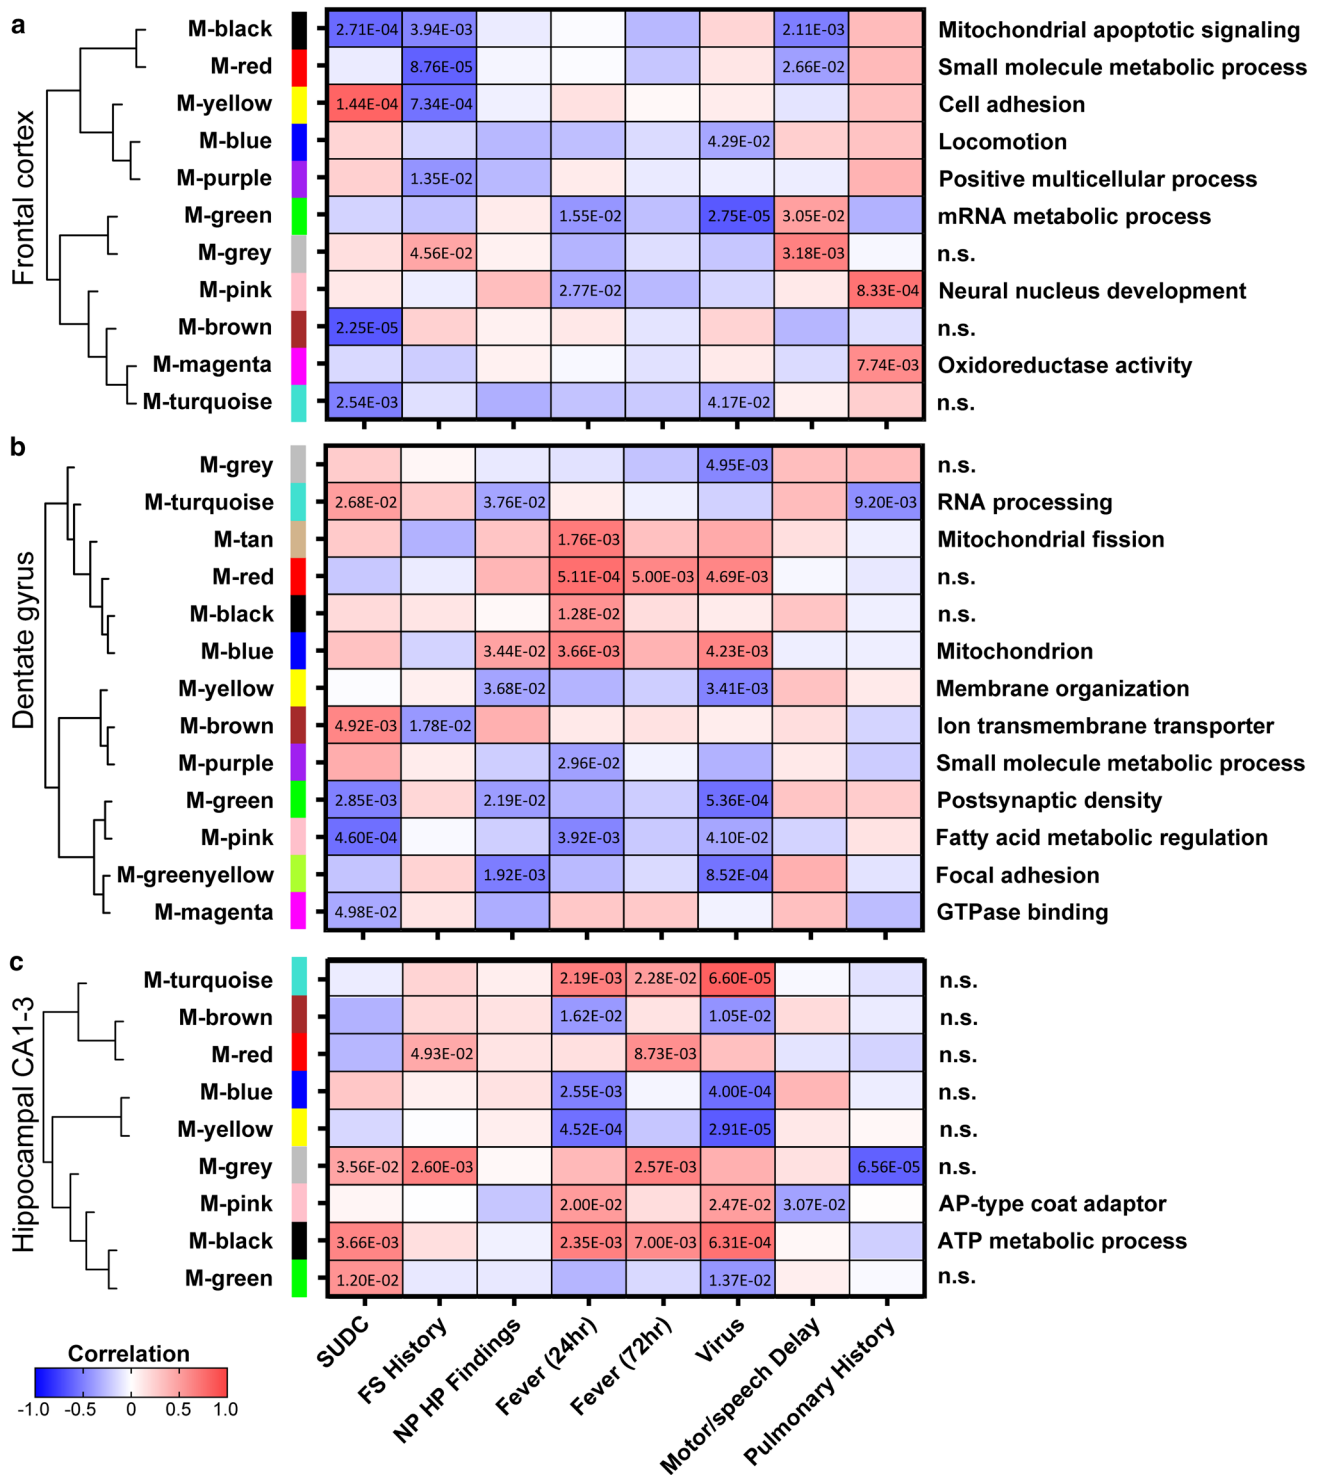 a
Frontal cortex
M-black 2.71E-04 3.94E-03 2.11E-03 Mitochondrial apoptotic signaling
M-red 8.76E-05 2.66E-02 Small molecule metabolic process
M-yellow 1.44E-04 7.34E-04 Cell adhesion
M-blue 4.29E-02 Locomotion
M-purple 1.35E-02 Positive multicellular process
M-green 1.55E-02 2.75E-05 3.05E-02 mRNA metabolic process
M-grey 4.56E-02 3.18E-03 n.s.
M-pink 2.77E-02 8.33E-04 Neural nucleus development
M-brown 2.25E-05 n.s.
M-magenta 7.74E-03 Oxidoreductase activity
M-turquoise 2.54E-03 4.17E-02 n.s.
b
Dentate gyrus
M-grey 4.95E-03 n.s.
M-turquoise 2.68E-02 3.76E-02 9.20E-03 RNA processing
M-tan 1.76E-03 Mitochondrial fission
M-red 5.11E-04 5.00E-03 4.69E-03 n.s.
M-black 1.28E-02 n.s.
M-blue 3.44E-02 3.66E-03 4.23E-03 Mitochondrion
M-yellow 3.68E-02 3.41E-03 Membrane organization
M-brown 4.92E-03 1.78E-02 Ion transmembrane transporter
M-purple 2.96E-02 Small molecule metabolic process
M-green 2.85E-03 2.19E-02 5.36E-04 Postsynaptic density
M-pink 4.60E-04 3.92E-03 4.10E-02 Fatty acid metabolic regulation
M-greenyellow 1.92E-03 8.52E-04 Focal adhesion
M-magenta 4.98E-02 GTPase binding
c
Hippocampal CA1-3
M-turquoise 2.19E-03 2.28E-02 6.60E-05 n.s.
M-brown 1.62E-02 1.05E-02 n.s.
M-red 4.93E-02 8.73E-03 n.s.
M-blue 2.55E-03 4.00E-04 n.s.
M-yellow 4.52E-04 2.91E-05 n.s.
M-grey 3.56E-02 2.60E-03 2.57E-03 6.56E-05 n.s.
M-pink 2.00E-02 2.47E-02 3.07E-02 AP-type coat adaptor
M-black 3.66E-03 2.35E-03 7.00E-03 6.31E-04 ATP metabolic process
M-green 1.20E-02 1.37E-02 n.s.
SUDC
FS History
NP HP Findings
Fever (24hr)
Fever (72hr)
Virus
Motor/speech Delay
Pulmonary History
Correlation
-1.0 -0.5 0 0.5 1.0